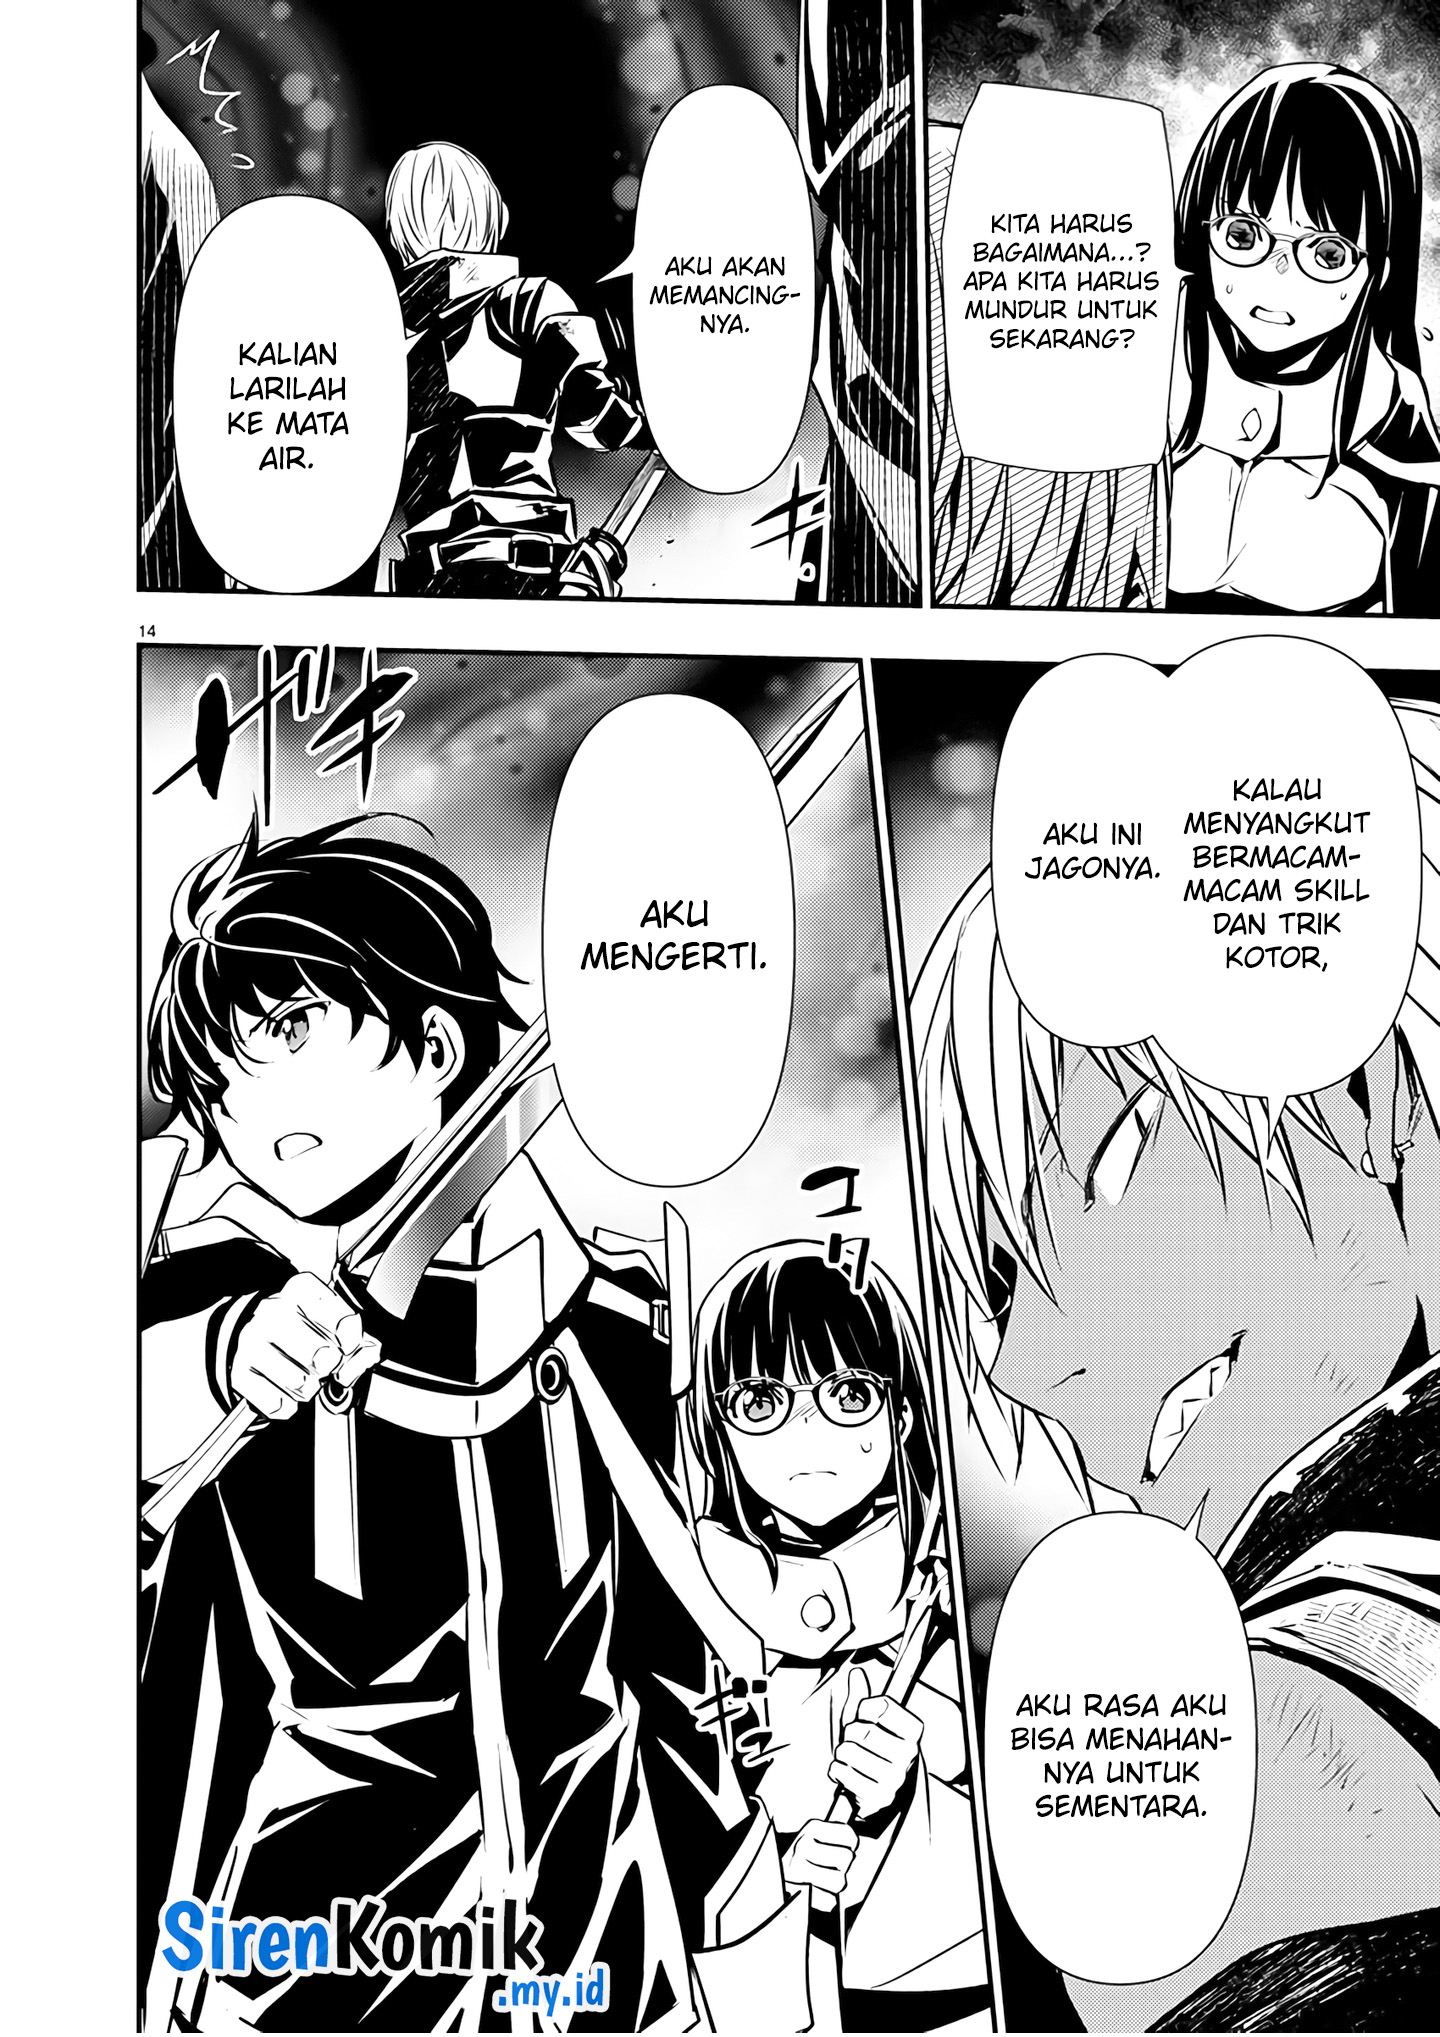 KITA HARUS
BAGAIMANA...?
APA KITA HARUS
MUNDUR UNTUK
SEKARANG?
AKU AKAN
MEMANCING-
NYA.
KALIAN
LARILAH
KE MATA
AIR.
14
KALAU
MENYANGKUT
BERMACAM-
MACAM SKILL
DAN TRIK
KOTOR,
AKU INI
JAGONYA.
AKU RASA AKU
BISA MENAHAN-
NYA UNTUK
SEMENTARA.
AKU
MENGERTI.
コク
SirenKomik
.my.id